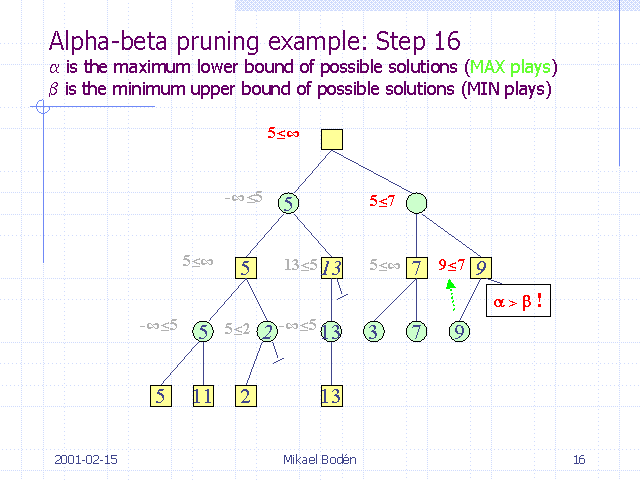 Alpha-beta pruning example: Step 16
α is the maximum lower bound of possible solutions (MAX plays)
β is the minimum upper bound of possible solutions (MIN plays)
5≤∞
-∞≤5 5 5≤7
5≤∞ 5 13≤5 13 5≤∞ 7 9≤7 9
α > β !
-∞≤5 5 5≤2 2 -∞≤5 13 3 7 9
5 11 2 13
2001-02-15 Mikael Bodén 16